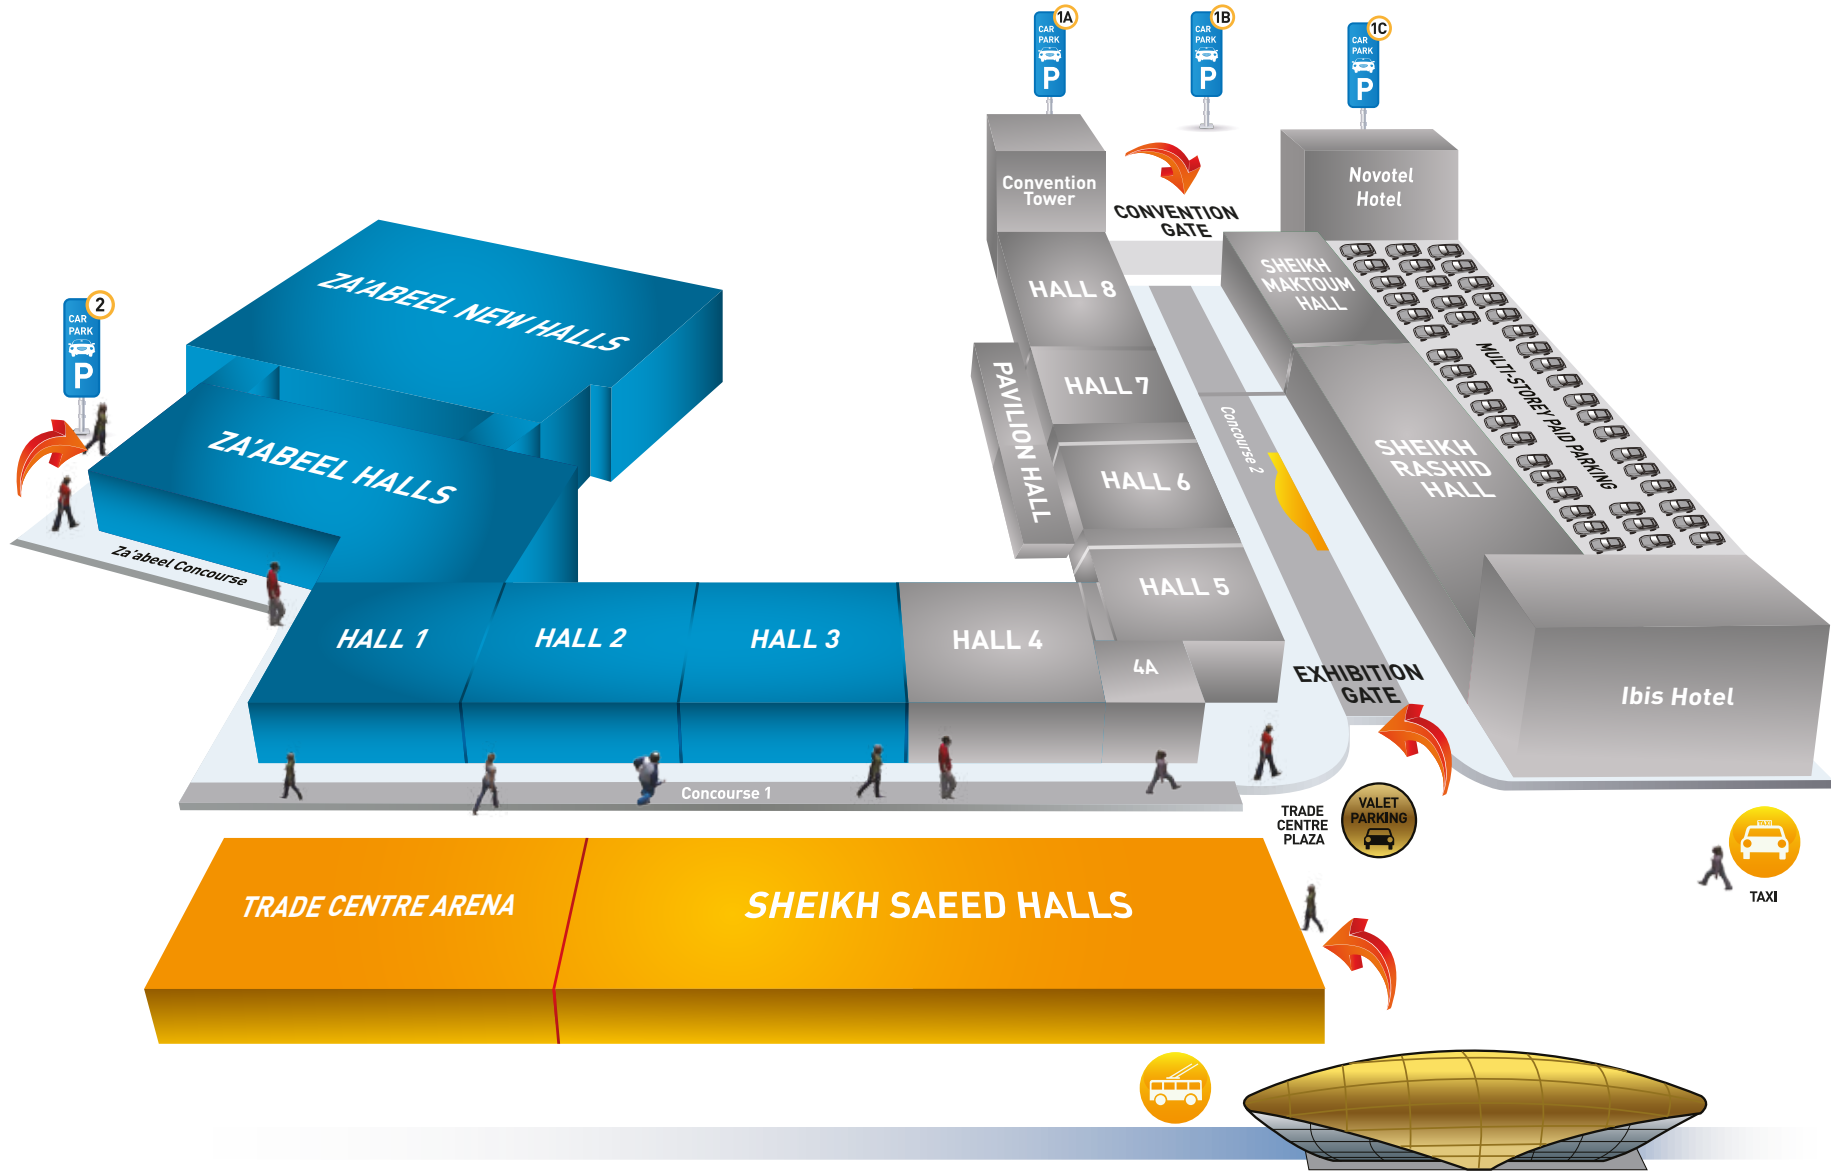 1A
CAR
PARK
P
1B
CAR
PARK
P
1C
CAR
PARK
P
Convention
Tower
CONVENTION
GATE
Novotel
Hotel
2
CAR
PARK
P
ZA'ABEEL NEW HALLS
ZA'ABEEL HALLS
Za'abeel Concourse
HALL 8
HALL 7
HALL 6
HALL 5
PAVILION HALL
Concourse 2
SHEIKH
MAKTOUM
HALL
SHEIKH
RASHID
HALL
MULTI-STOREY PAID PARKING
HALL 1
HALL 2
HALL 3
HALL 4
4A
EXHIBITION
GATE
Ibis Hotel
Concourse 1
TRADE
CENTRE
PLAZA
VALET
PARKING
TAXI
TAXI
TRADE CENTRE ARENA
SHEIKH SAEED HALLS